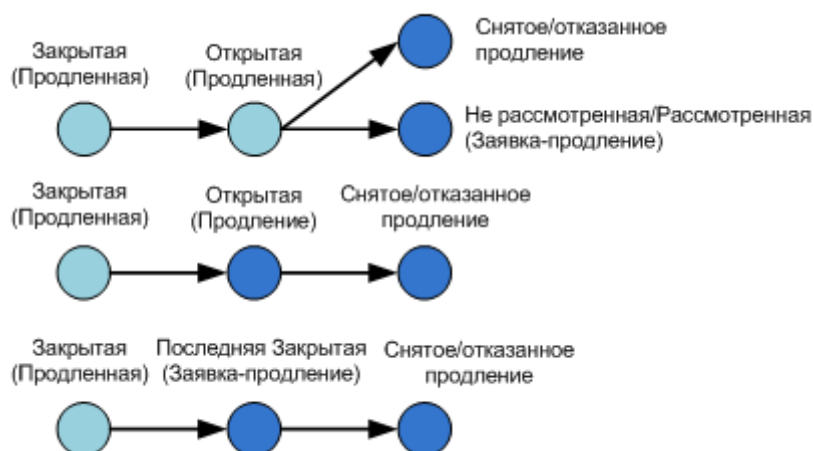 Закрытая
(Продленная)
Открытая
(Продленная)
Снятое/отказанное
продление
Не рассмотренная/Рассмотренная
(Заявка-продление)
Закрытая
(Продленная)
Открытая
(Продление)
Снятое/отказанное
продление
Закрытая
(Продленная)
Последняя Закрытая
(Заявка-продление)
Снятое/отказанное
продление